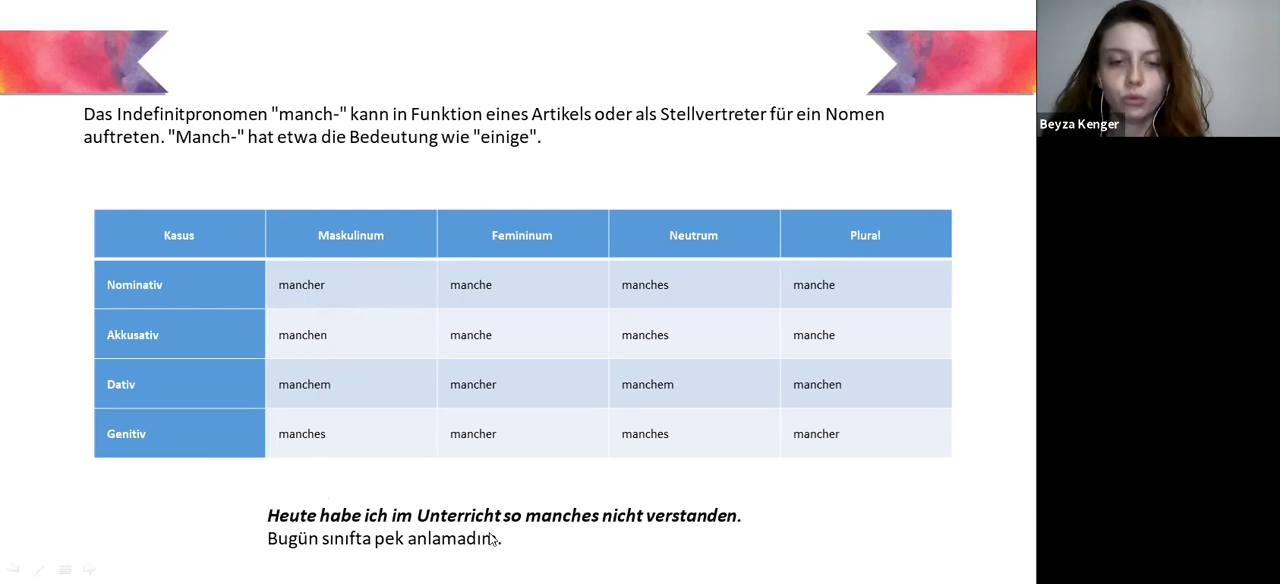 Das Indefinitpronomen "manch-" kann in Funktion eines Artikels oder als Stellvertreter für ein Nomen
auftreten. "Manch-" hat etwa die Bedeutung wie "einige".
Beyza Kenger
Kasus Maskulinum Femininum Neutrum Plural
Nominativ mancher manche manches manche
Akkusativ manchen manche manches manche
Dativ manchem mancher manchem manchen
Genitiv manches mancher manches mancher
Heute habe ich im Unterricht so manches nicht verstanden.
Bugün sınıfta pek anlamadım.